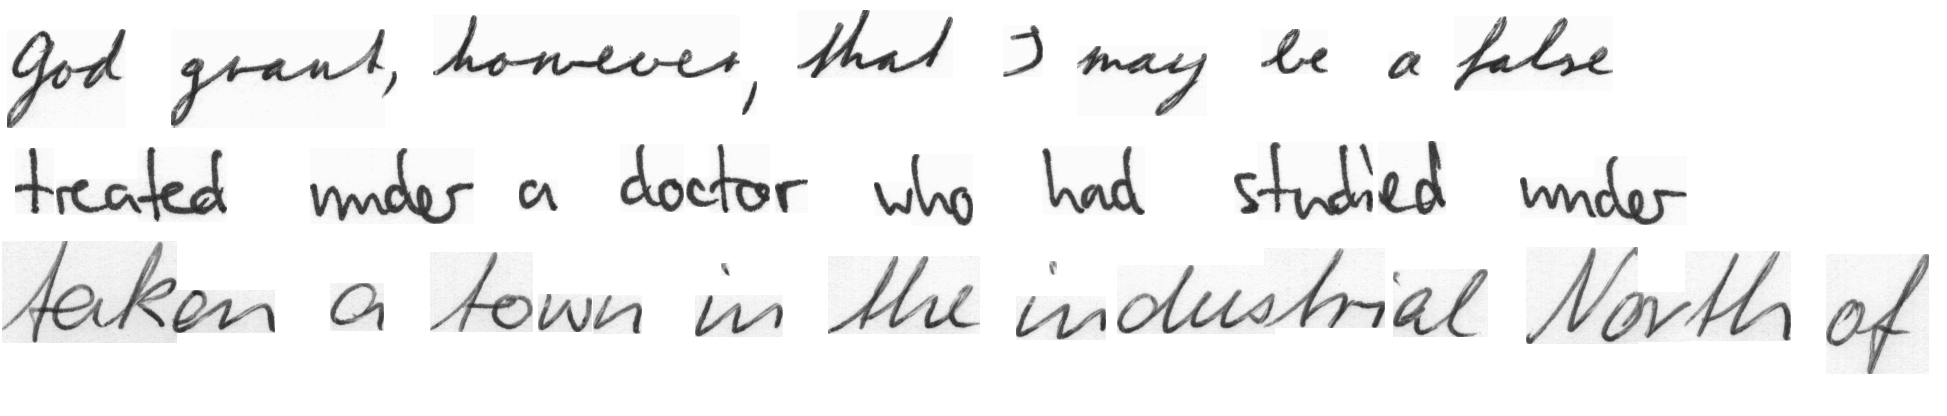 God grant, however, that I may be a false
treated under a doctor who had studied under
taken a town in the industrial North of